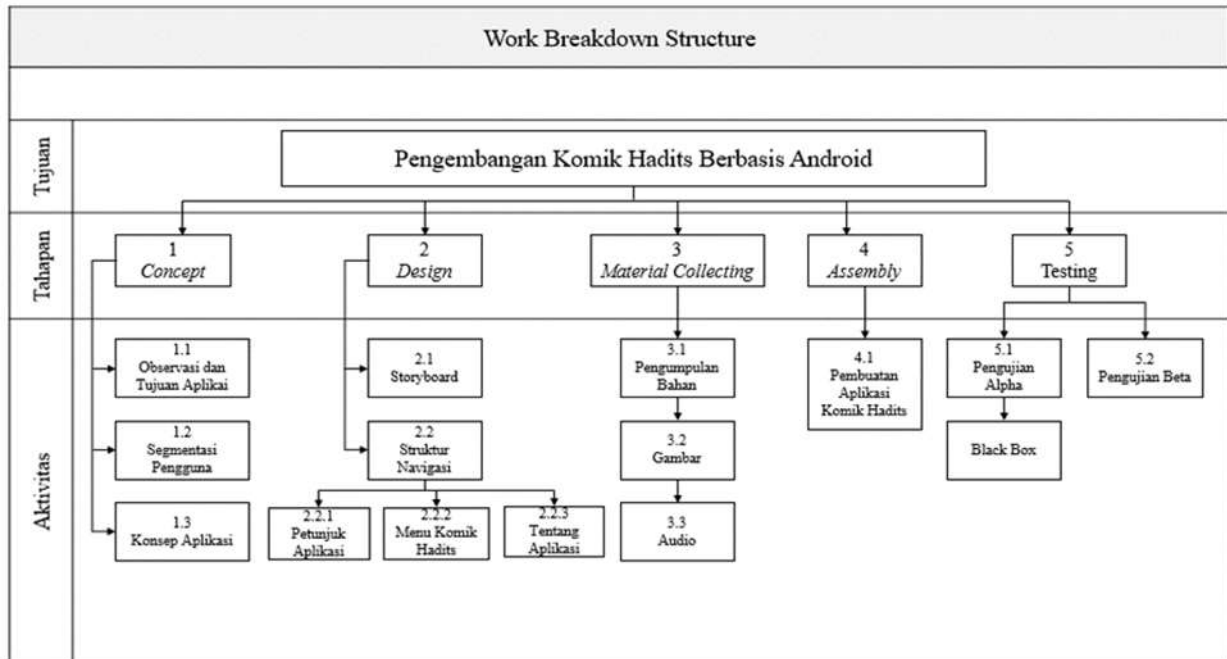 Work Breakdown Structure
Tujuan
Pengembangan Komik Hadits Berbasis Android
Tahapan
1
Concept
2
Design
3
Material Collecting
4
Assembly
5
Testing
Aktivitas
1.1
Observasi dan
Tujuan Aplikai
1.2
Segmentasi
Pengguna
1.3
Konsep Aplikasi
2.1
Storyboard
2.2
Struktur
Navigasi
2.2.1
Petunjuk
Aplikasi
2.2.2
Menu Komik
Hadits
2.2.3
Tentang
Aplikasi
3.1
Pengumpulan
Bahan
3.2
Gambar
3.3
Audio
4.1
Pembuatan
Aplikasi
Komik Hadits
5.1
Pengujian
Alpha
Black Box
5.2
Pengujian Beta